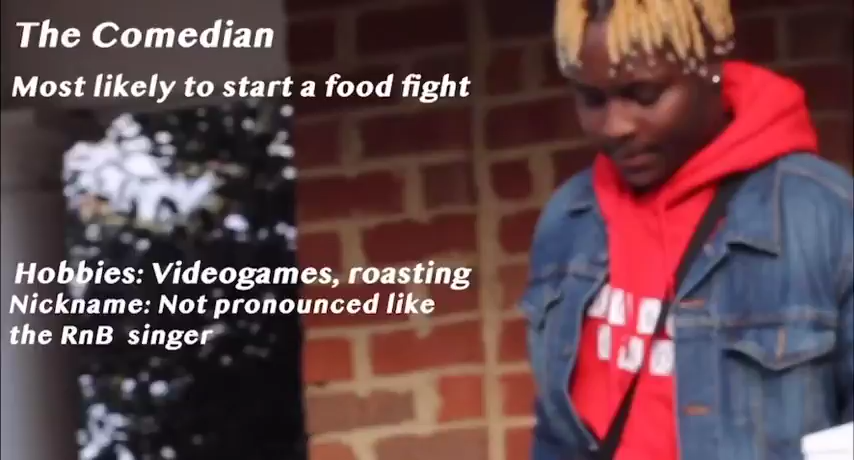 The Comedian
Most likely to start a food fight
Hobbies: Videogames, roasting
Nickname: Not pronounced like
the RnB singer